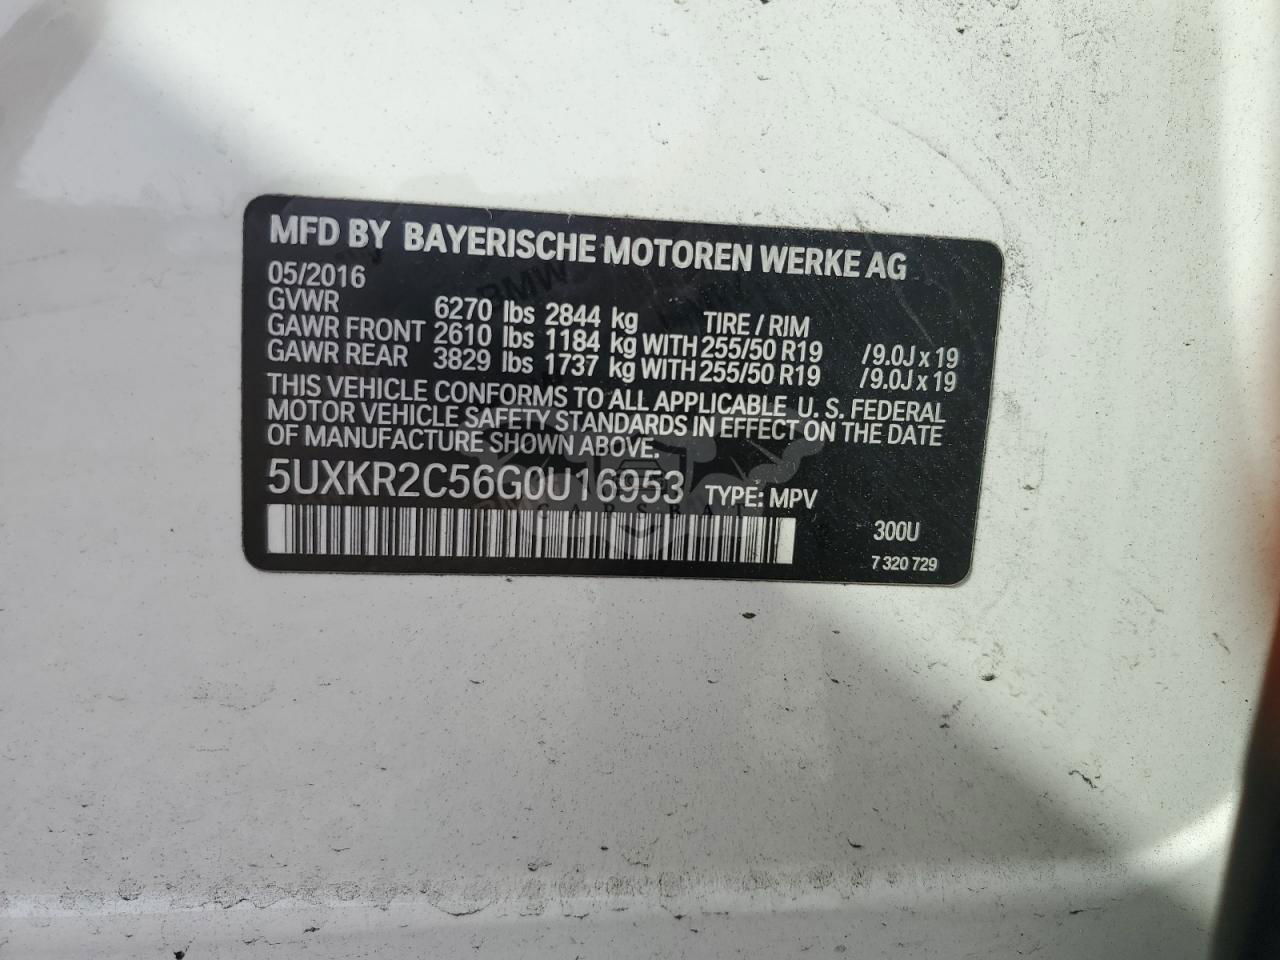 MFD BY BAYERISCHE MOTOREN WERKE AG
05/2016
GVWR 6270 lbs 2844 kg TIRE / RIM
GAWR FRONT 2610 lbs 1184 kg WITH 255/50 R19 /9.0J x 19
GAWR REAR 3829 lbs 1737 kg WITH 255/50 R19 /9.0J x 19
THIS VEHICLE CONFORMS TO ALL APPLICABLE U. S. FEDERAL
MOTOR VEHICLE SAFETY STANDARDS IN EFFECT ON THE DATE
OF MANUFACTURE SHOWN ABOVE.
5UXKR2C56G0U16953 TYPE: MPV
CARSBAT
300U
7 320 729